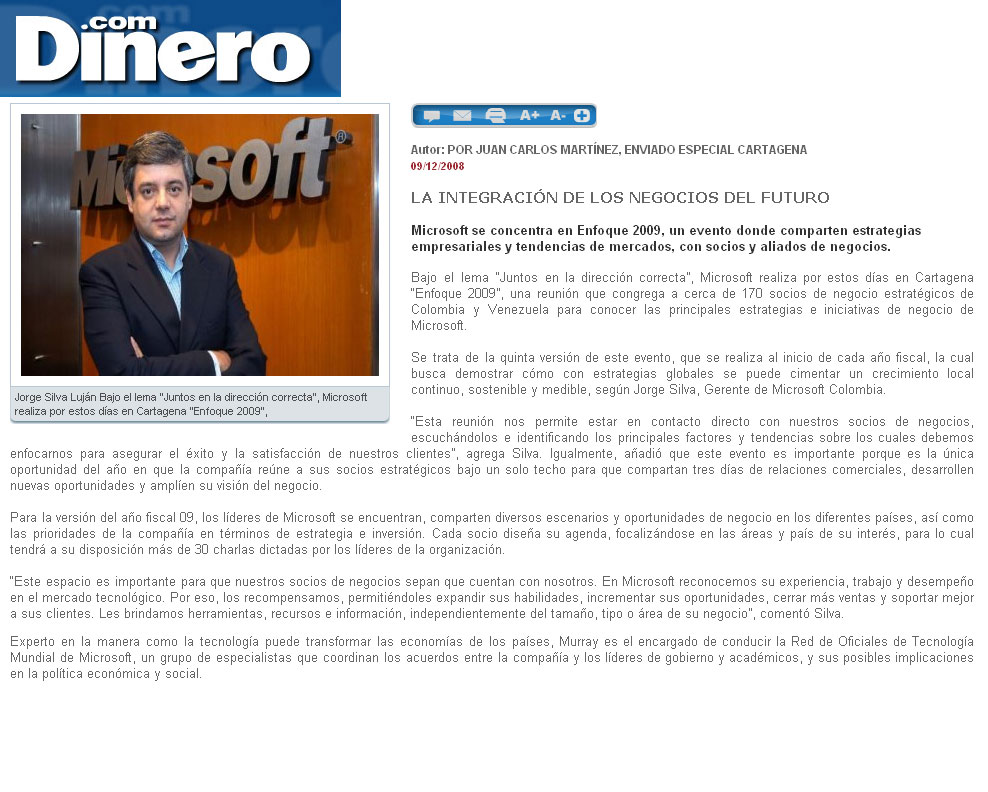 .com
Dinero
Microsoft®
A+ A-
Autor: POR JUAN CARLOS MARTÍNEZ, ENVIADO ESPECIAL CARTAGENA
09/12/2008
LA INTEGRACIÓN DE LOS NEGOCIOS DEL FUTURO
Microsoft se concentra en Enfoque 2009, un evento donde comparten estrategias
empresariales y tendencias de mercados, con socios y aliados de negocios.
Bajo el lema "Juntos en la dirección correcta", Microsoft realiza por estos días en Cartagena
"Enfoque 2009", una reunión que congrega a cerca de 170 socios de negocio estratégicos de
Colombia y Venezuela para conocer las principales estrategias e iniciativas de negocio de
Microsoft.
Se trata de la quinta versión de este evento, que se realiza al inicio de cada año fiscal, la cual
busca demostrar cómo con estrategias globales se puede cimentar un crecimiento local
continuo, sostenible y medible, según Jorge Silva, Gerente de Microsoft Colombia.
Jorge Silva Luján Bajo el lema "Juntos en la dirección correcta", Microsoft
realiza por estos días en Cartagena "Enfoque 2009",
"Esta reunión nos permite estar en contacto directo con nuestros socios de negocios,
escuchándolos e identificando los principales factores y tendencias sobre los cuales debemos
enfocarnos para asegurar el éxito y la satisfacción de nuestros clientes", agrega Silva. Igualmente, añadió que este evento es importante porque es la única
oportunidad del año en que la compañía reúne a sus socios estratégicos bajo un solo techo para que compartan tres días de relaciones comerciales, desarrollen
nuevas oportunidades y amplíen su visión del negocio.
Para la versión del año fiscal 09, los líderes de Microsoft se encuentran, comparten diversos escenarios y oportunidades de negocio en los diferentes países, así como
las prioridades de la compañía en términos de estrategia e inversión. Cada socio diseña su agenda, focalizándose en las áreas y país de su interés, para lo cual
tendrá a su disposición más de 30 charlas dictadas por los líderes de la organización.
"Este espacio es importante para que nuestros socios de negocios sepan que cuentan con nosotros. En Microsoft reconocemos su experiencia, trabajo y desempeño
en el mercado tecnológico. Por eso, los recompensamos, permitiéndoles expandir sus habilidades, incrementar sus oportunidades, cerrar más ventas y soportar mejor
a sus clientes. Les brindamos herramientas, recursos e información, independientemente del tamaño, tipo o área de su negocio", comentó Silva.
Experto en la manera como la tecnología puede transformar las economías de los países, Murray es el encargado de conducir la Red de Oficiales de Tecnología
Mundial de Microsoft, un grupo de especialistas que coordinan los acuerdos entre la compañía y los líderes de gobierno y académicos, y sus posibles implicaciones
en la política económica y social.